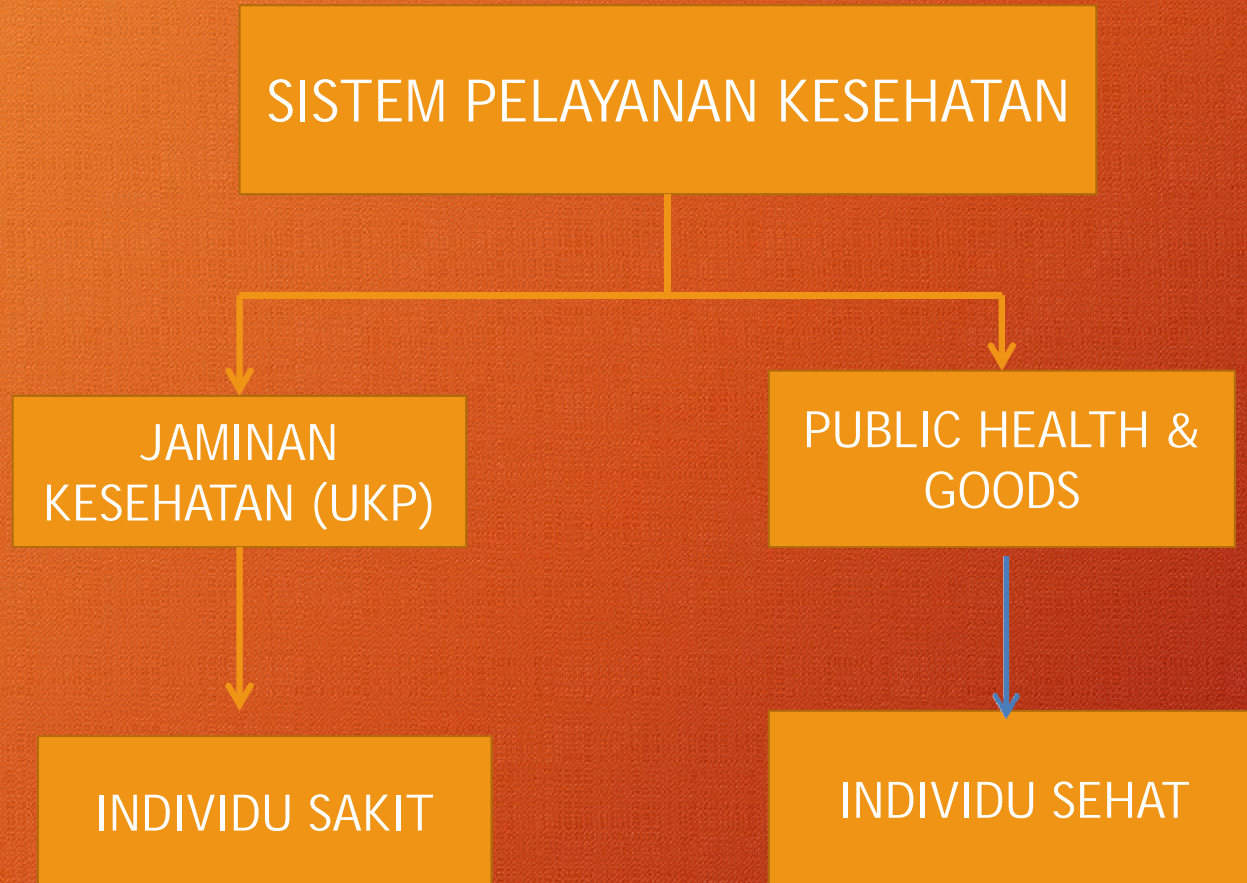 SISTEM PELAYANAN KESEHATAN
JAMINAN
KESEHATAN (UKP)
PUBLIC HEALTH &
GOODS
INDIVIDU SAKIT
INDIVIDU SEHAT